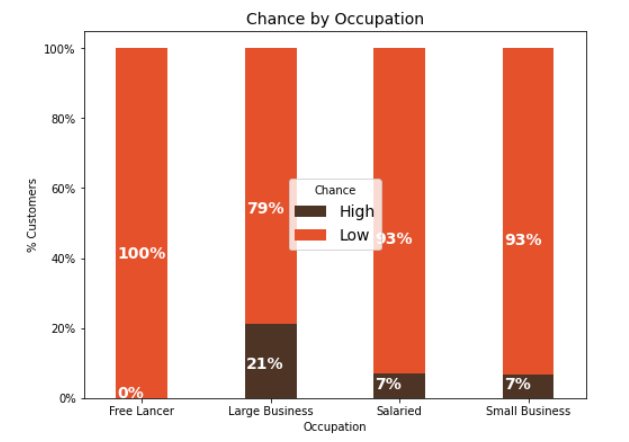 Chance by Occupation
100%
80%
60%
40%
20%
0%
% Customers
100%
0%
79%
21%
93%
7%
93%
7%
Chance
High
Low
Free Lancer
Large Business
Salaried
Small Business
Occupation